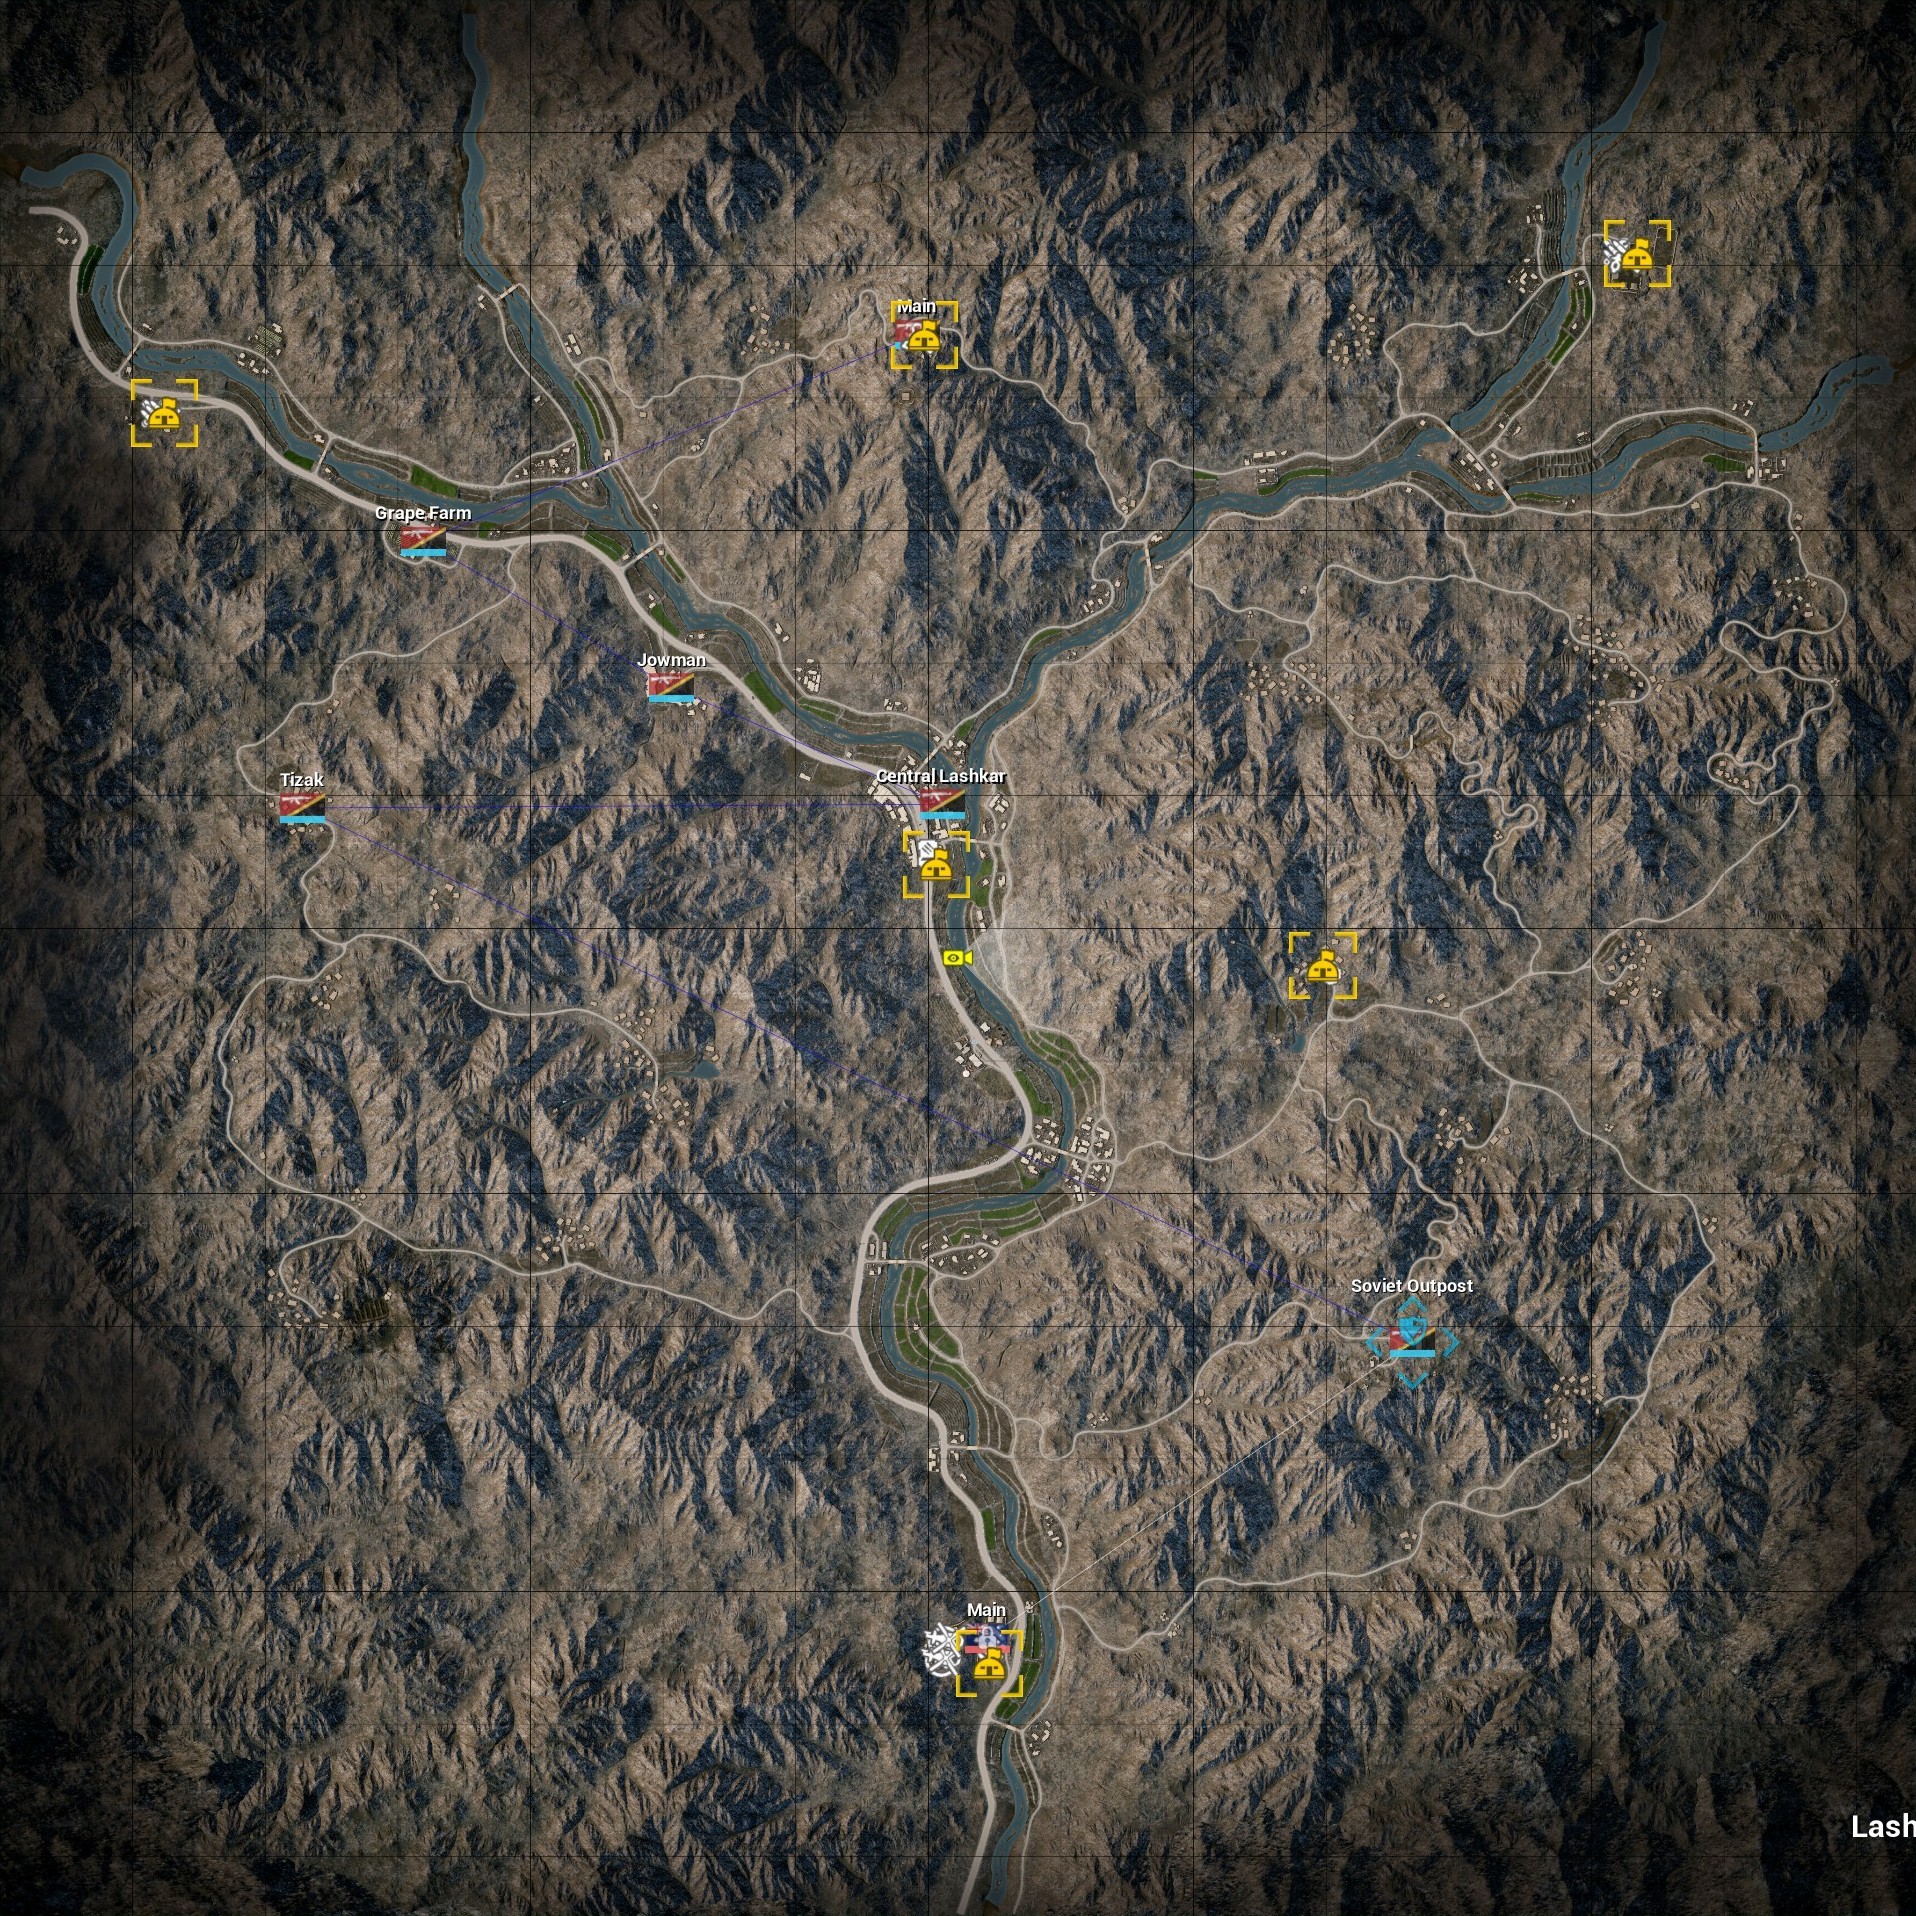 Main
Grape Farm
Jowman
Central Lashkar
Tizak
Soviet Outpost
Main
Lash